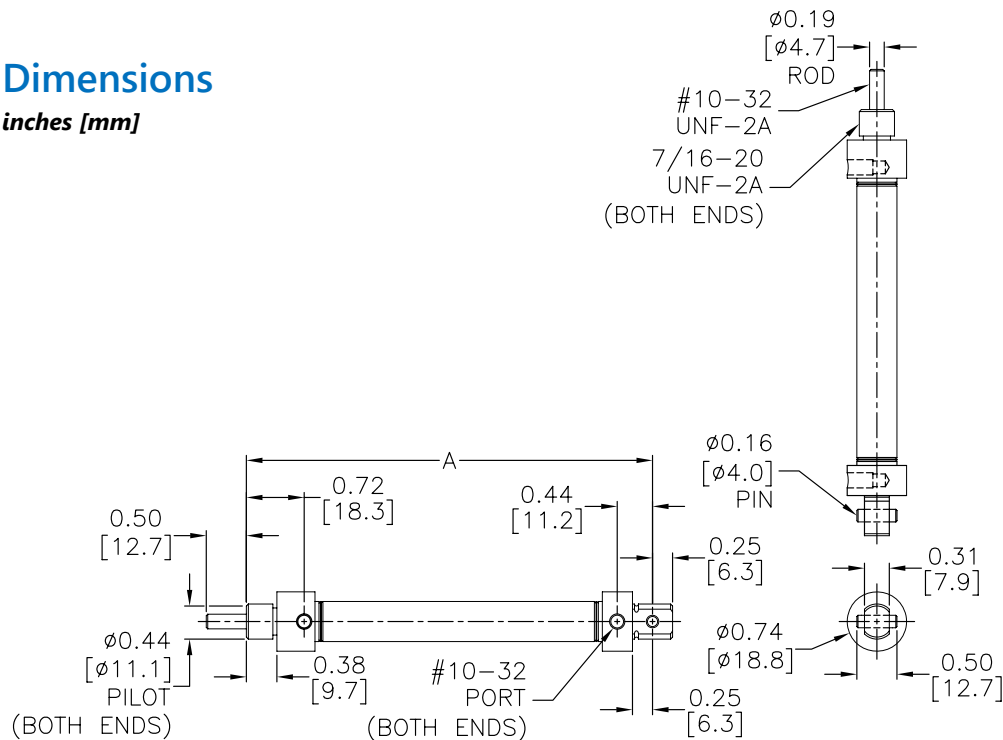 Dimensions
inches [mm]
ø0.19
[ø4.7]
ROD
#10-32
UNF-2A
7/16-20
UNF-2A
(BOTH ENDS)
ø0.16
[ø4.0]
PIN
A
0.72
[18.3]
0.44
[11.2]
0.50
[12.7]
0.25
[6.3]
0.31
[7.9]
ø0.44
[ø11.1]
PILOT
(BOTH ENDS)
0.38
[9.7]
#10-32
PORT
(BOTH ENDS)
0.25
[6.3]
ø0.74
[ø18.8]
0.50
[12.7]